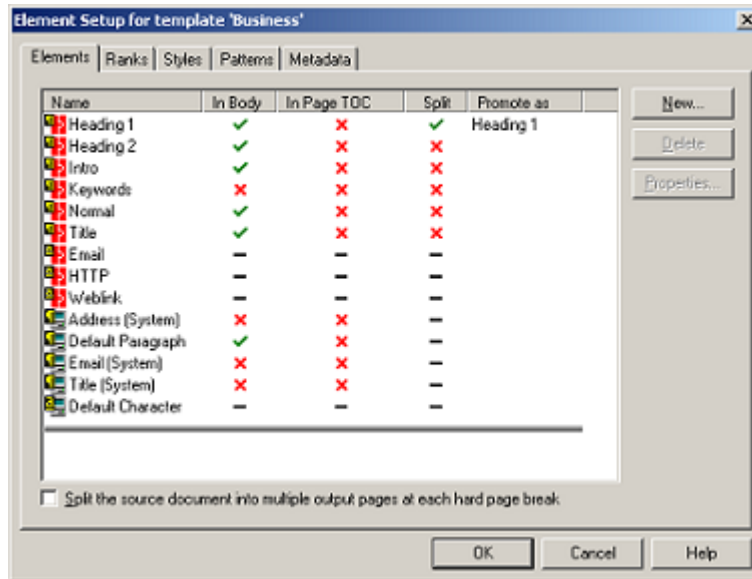 Element Setup for template 'Business'
Elements Ranks Styles Patterns Metadata
Name In Body In Page TOC Split Promote as
Heading 1 Heading 1
Heading 2
Intro
Keywords
Normal
Title
Email
HTTP
Weblink
Address (System)
Default Paragraph
Email (System)
Title (System)
Default Character
New...
Delete
Properties...
Split the source document into multiple output pages at each hard page break
OK Cancel Help